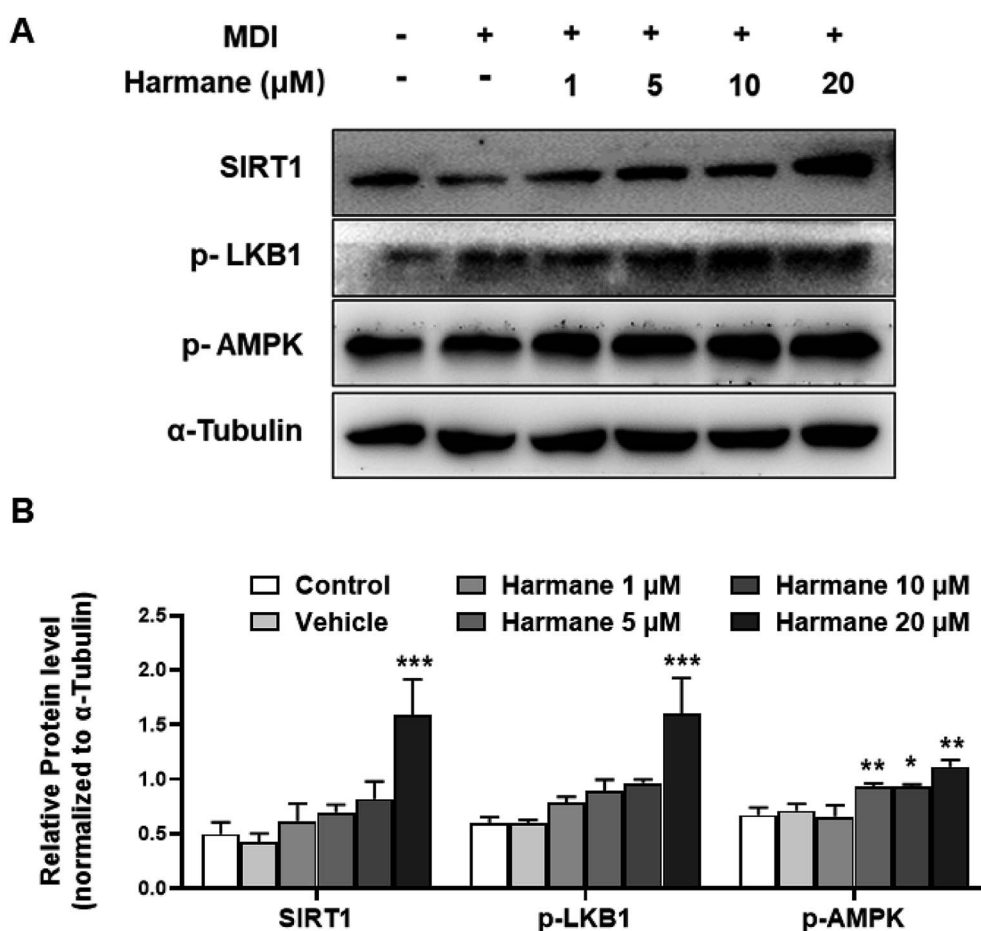 A
MDI - + + + + +
Harmane (μM) - - 1 5 10 20
SIRT1
p- LKB1
p- AMPK
α-Tubulin
B
Control Harmane 1 μM Harmane 10 μM
Vehicle Harmane 5 μM Harmane 20 μM
Relative Protein level
(normalized to α-Tubulin)
2.5
2.0
1.5
1.0
0.5
0.0
*** *** ** * **
SIRT1 p-LKB1 p-AMPK